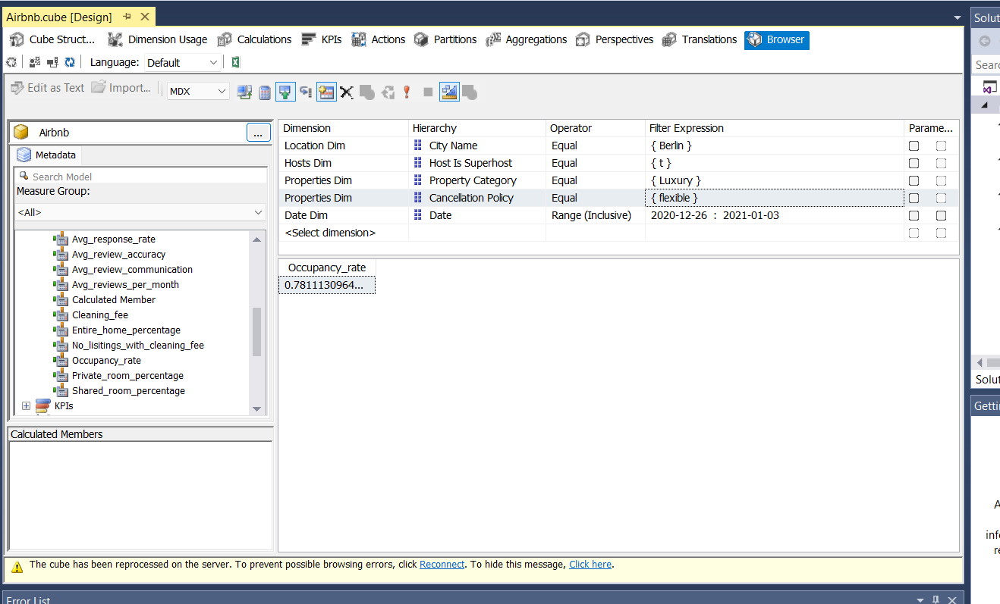 Airbnb.cube [Design]
Solut
Cube Struct... Dimension Usage Calculations KPIs Actions Partitions Aggregations Perspectives Translations Browser
Language: Default
Sear
Edit as Text Import... MDX
Airbnb ...
Metadata
Search Model
Measure Group:
<All>
Avg_response_rate
Avg_review_accuracy
Avg_review_communication
Avg_reviews_per_month
Calculated Member
Cleaning_fee
Entire_home_percentage
No_lisitings_with_cleaning_fee
Occupancy_rate
Private_room_percentage
Shared_room_percentage
KPIs
Calculated Members
Dimension Hierarchy Operator Filter Expression Parame...
Location Dim City Name Equal { Berlin }
Hosts Dim Host Is Superhost Equal { t }
Properties Dim Property Category Equal { Luxury }
Properties Dim Cancellation Policy Equal { flexible }
Date Dim Date Range (Inclusive) 2020-12-26 : 2021-01-03
<Select dimension>
Occupancy_rate
0.7811130964...
Solut
Getti
A
info
re
The cube has been reprocessed on the server. To prevent possible browsing errors, click Reconnect. To hide this message, Click here.
Error List